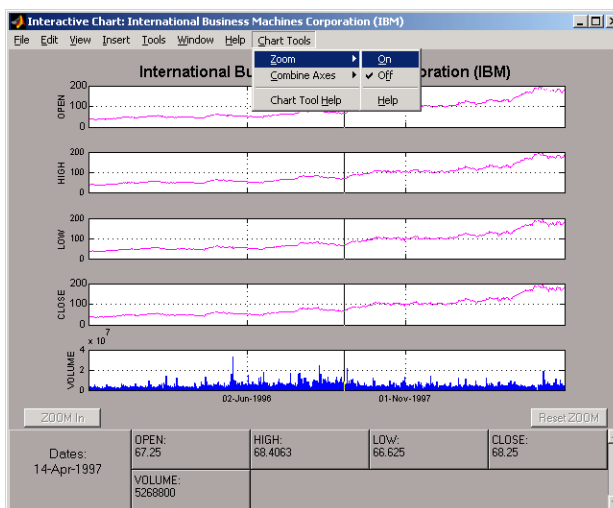 Interactive Chart: International Business Machines Corporation (IBM)
File Edit View Insert Tools Window Help Chart Tools
Zoom On
Combine Axes ✓ Off
Chart Tool Help Help
International Bu oration (IBM)
200
100
0
OPEN
200
100
0
HIGH
200
100
0
LOW
200
100
0
CLOSE
x 10^7
4
2
0
VOLUME
02-Jun-1996 01-Nov-1997
ZOOM In Reset ZOOM
Dates:
14-Apr-1997
OPEN:
67.25
HIGH:
68.4063
LOW:
66.625
CLOSE:
68.25
VOLUME:
5268800